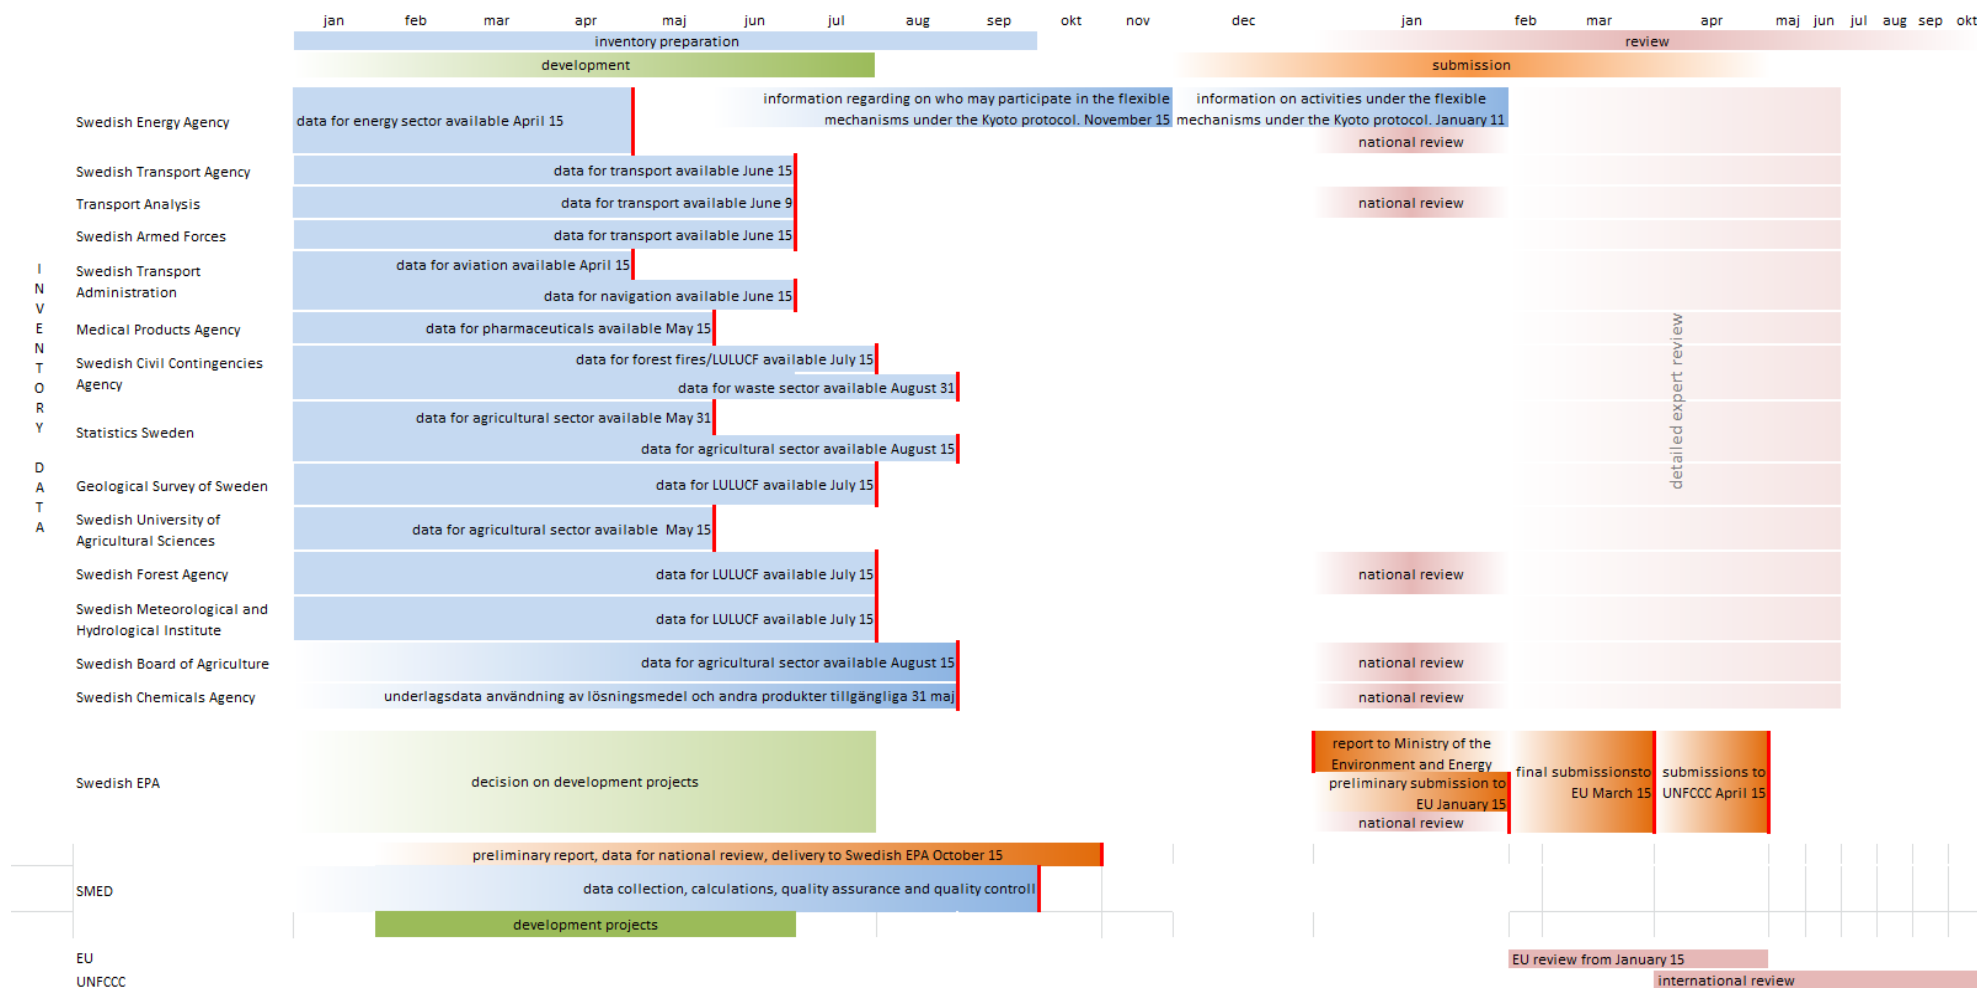 jan feb mar apr maj jun jul aug sep okt nov dec jan feb mar apr maj jun jul aug sep okt
inventory preparation
review
development
submission
Swedish Energy Agency
data for energy sector available April 15
information regarding on who may participate in the flexible
mechanisms under the Kyoto protocol. November 15
information on activities under the flexible
mechanisms under the Kyoto protocol. January 11
national review
Swedish Transport Agency
data for transport available June 15
Transport Analysis
data for transport available June 9
national review
Swedish Armed Forces
data for transport available June 15
Swedish Transport
Administration
data for aviation available April 15
data for navigation available June 15
Medical Products Agency
data for pharmaceuticals available May 15
Swedish Civil Contingencies
Agency
data for forest fires/LULUCF available July 15
data for waste sector available August 31
Statistics Sweden
data for agricultural sector available May 31
data for agricultural sector available August 15
Geological Survey of Sweden
data for LULUCF available July 15
Swedish University of
Agricultural Sciences
data for agricultural sector available May 15
Swedish Forest Agency
data for LULUCF available July 15
national review
Swedish Meteorological and
Hydrological Institute
data for LULUCF available July 15
Swedish Board of Agriculture
data for agricultural sector available August 15
national review
Swedish Chemicals Agency
underlagsdata användning av lösningsmedel och andra produkter tillgängliga 31 maj
national review
INVENTORY DATA
detailed expert review
Swedish EPA
decision on development projects
report to Ministry of the
Environment and Energy
preliminary submission to
EU January 15
national review
final submissionsto
EU March 15
submissions to
UNFCCC April 15
SMED
preliminary report, data for national review, delivery to Swedish EPA October 15
data collection, calculations, quality assurance and quality controll
development projects
EU
EU review from January 15
UNFCCC
international review